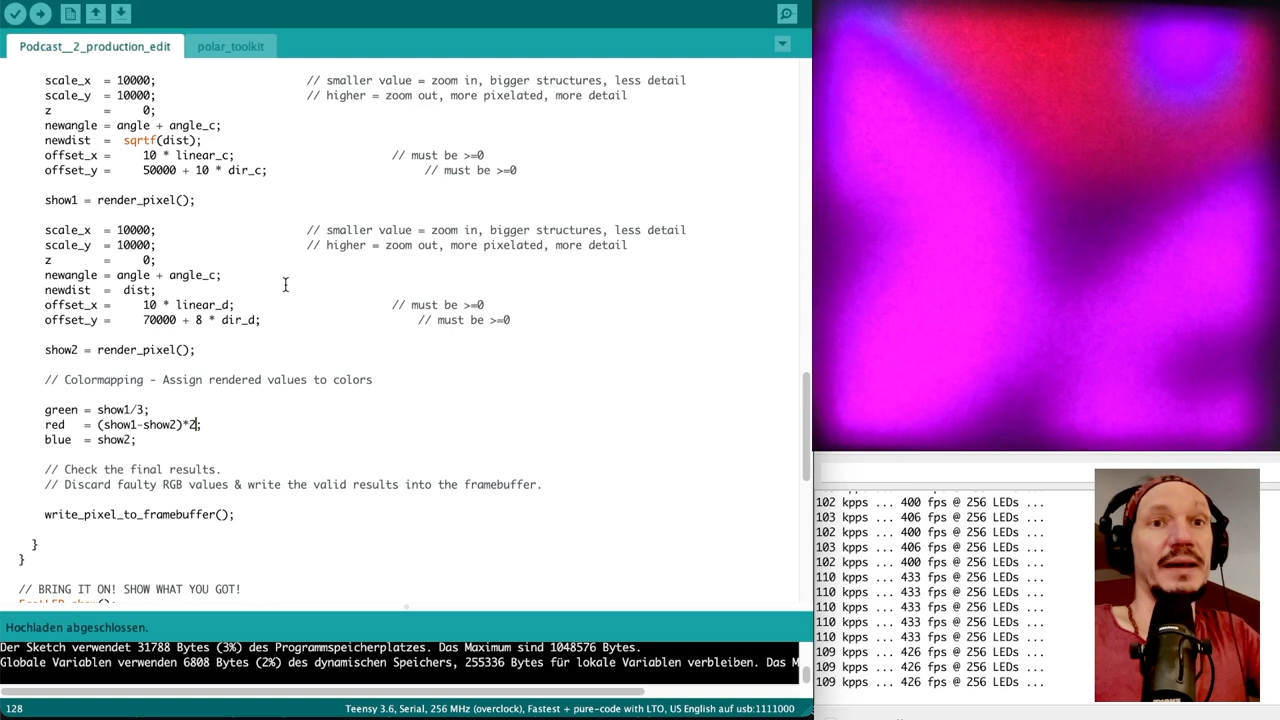 Podcast__2_production_edit
polar_toolkit
scale_x = 10000; // smaller value = zoom in, bigger structures, less detail
scale_y = 10000; // higher = zoom out, more pixelated, more detail
z = 0;
newangle = angle + angle_c;
newdist = sqrtf(dist);
offset_x = 10 * linear_c; // must be >=0
offset_y = 50000 + 10 * dir_c; // must be >=0
show1 = render_pixel();
scale_x = 10000; // smaller value = zoom in, bigger structures, less detail
scale_y = 10000; // higher = zoom out, more pixelated, more detail
z = 0;
newangle = angle + angle_c;
newdist = dist;
offset_x = 10 * linear_d; // must be >=0
offset_y = 70000 + 8 * dir_d; // must be >=0
show2 = render_pixel();
// Colormapping - Assign rendered values to colors
green = show1/3;
red = (show1-show2)*2;
blue = show2;
// Check the final results.
// Discard faulty RGB values & write the valid results into the framebuffer.
write_pixel_to_framebuffer();
}
}
// BRING IT ON! SHOW WHAT YOU GOT!
Hochladen abgeschlossen.
Der Sketch verwendet 31788 Bytes (3%) des Programmspeicherplatzes. Das Maximum sind 1048576 Bytes.
Globale Variablen verwenden 6808 Bytes (2%) des dynamischen Speichers, 255336 Bytes für lokale Variablen verbleiben. Das M
128
Teensy 3.6, Serial, 256 MHz (overclock), Fastest + pure-code with LTO, US English auf usb:1111000
102 kpps ... 400 fps @ 256 LEDs ...
103 kpps ... 406 fps @ 256 LEDs ...
102 kpps ... 400 fps @ 256 LEDs ...
103 kpps ... 406 fps @ 256 LEDs ...
102 kpps ... 400 fps @ 256 LEDs ...
110 kpps ... 433 fps @ 256 LEDs ...
110 kpps ... 433 fps @ 256 LEDs ...
110 kpps ... 433 fps @ 256 LEDs ...
110 kpps ... 433 fps @ 256 LEDs ...
110 kpps ... 433 fps @ 256 LEDs ...
109 kpps ... 426 fps @ 256 LEDs ...
109 kpps ... 426 fps @ 256 LEDs ...
109 kpps ... 426 fps @ 256 LEDs ...